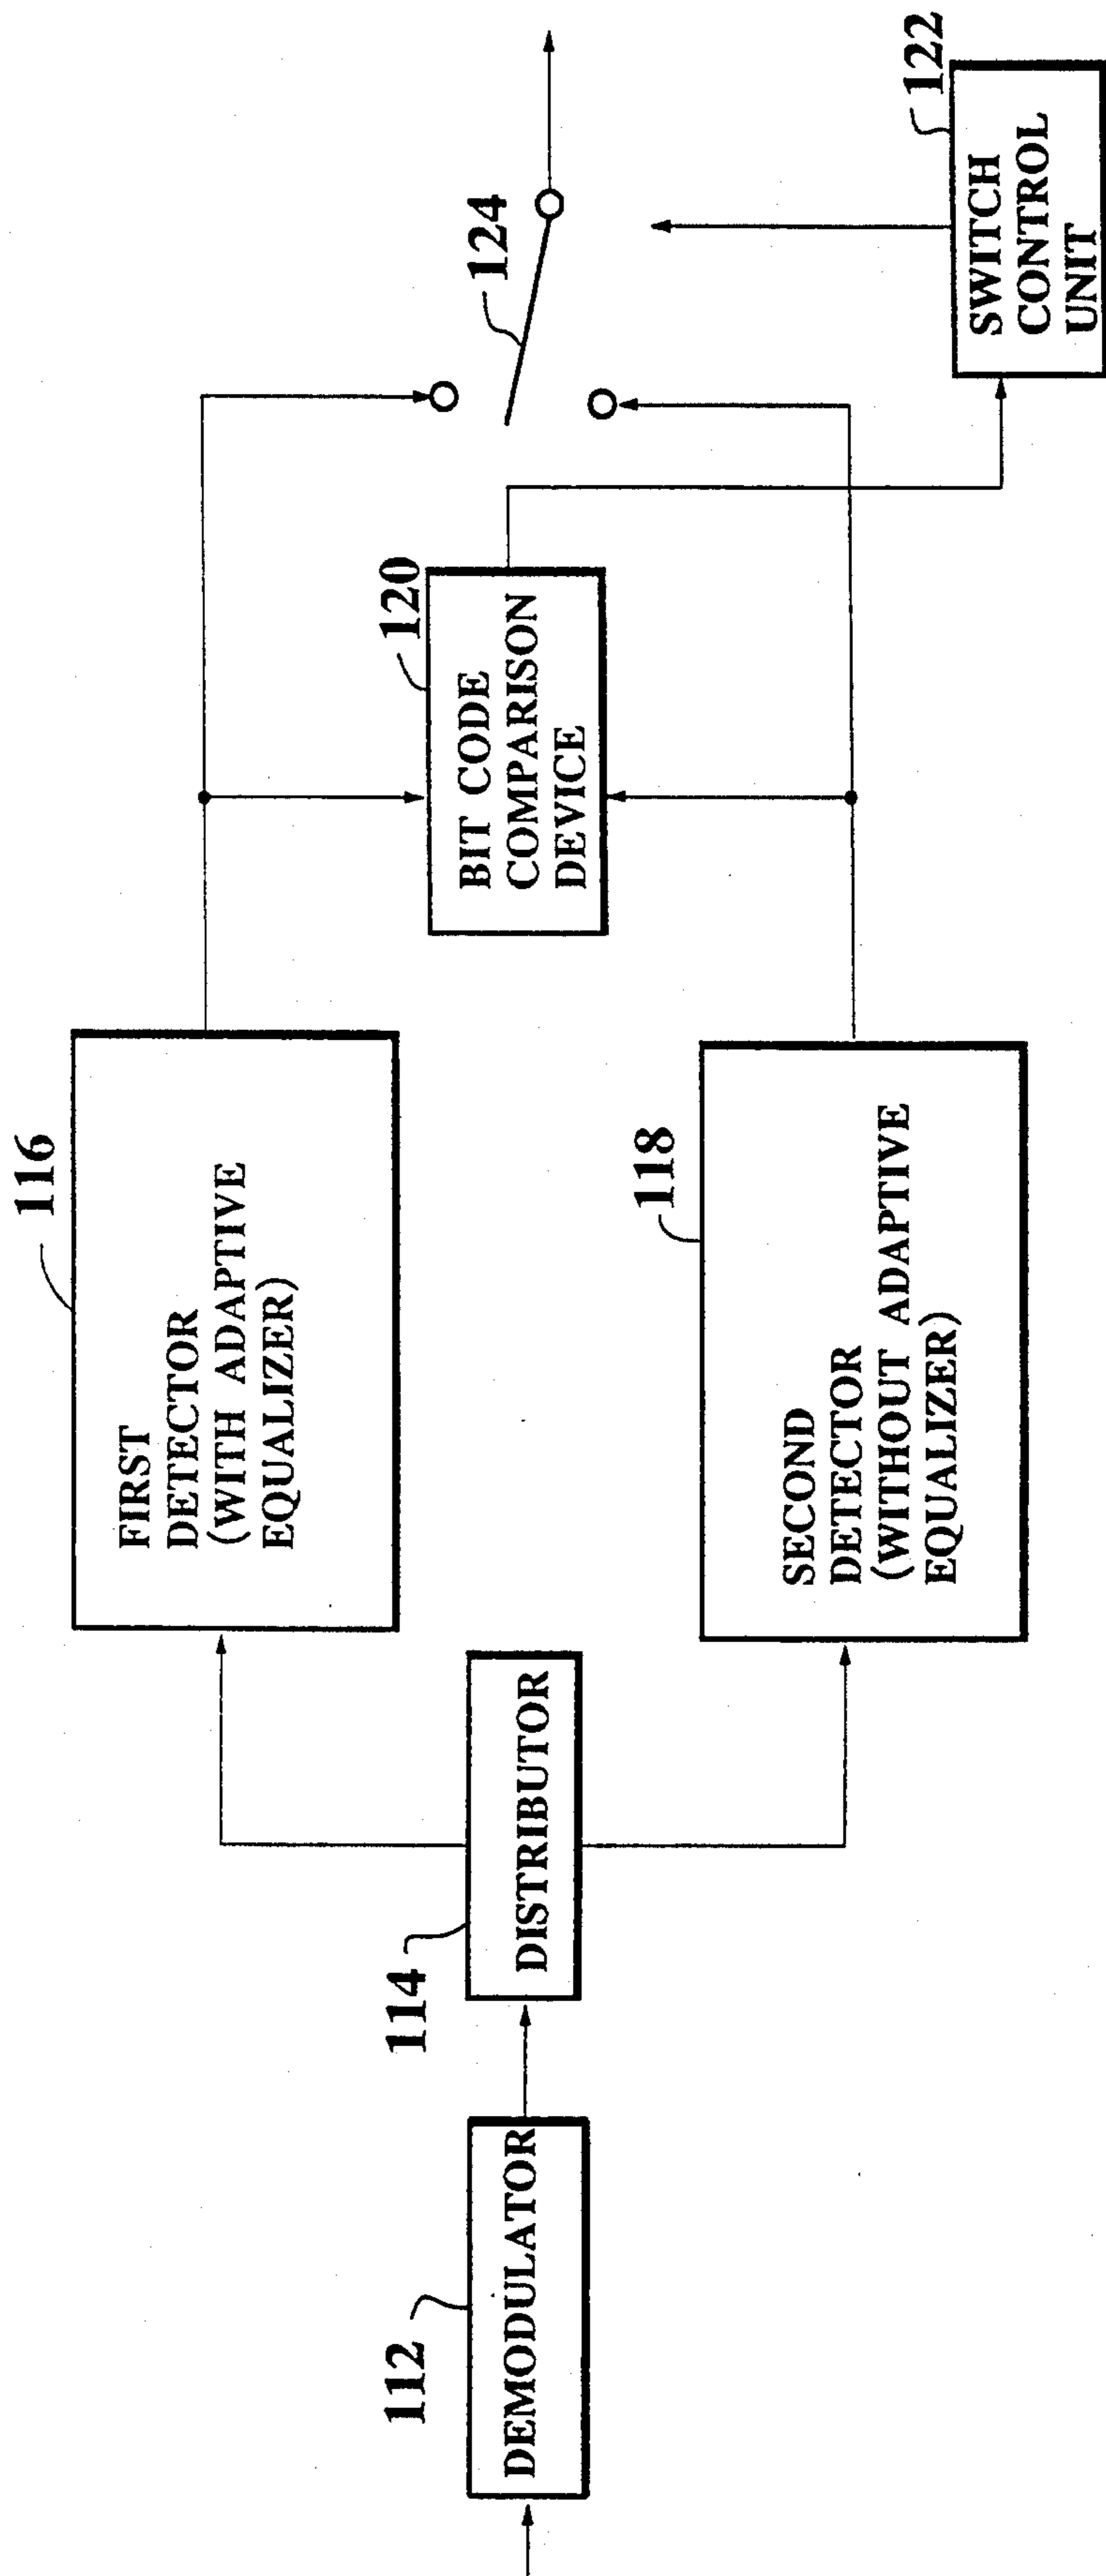 112
DEMODULATOR
114
DISTRIBUTOR
116
FIRST
DETECTOR
(WITH ADAPTIVE
EQUALIZER)
118
SECOND
DETECTOR
(WITHOUT ADAPTIVE
EQUALIZER)
120
BIT CODE
COMPARISON
DEVICE
124
122
SWITCH
CONTROL
UNIT